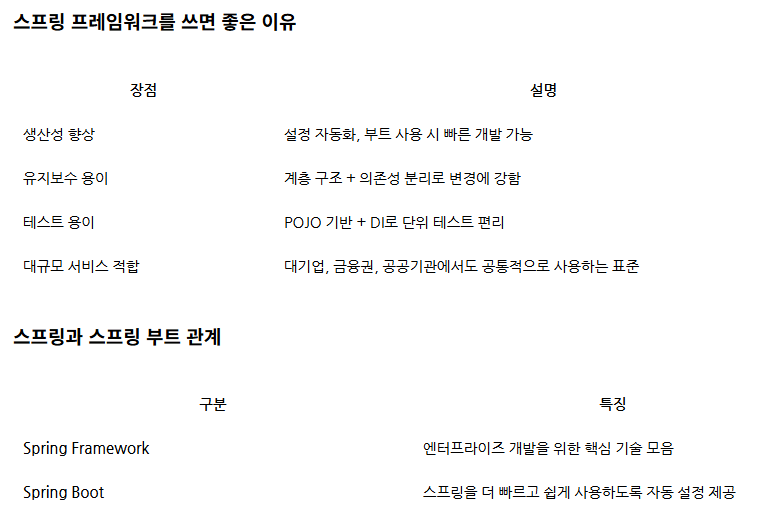 스프링 프레임워크를 쓰면 좋은 이유
장점 설명
생산성 향상 설정 자동화, 부트 사용 시 빠른 개발 가능
유지보수 용이 계층 구조 + 의존성 분리로 변경에 강함
테스트 용이 POJO 기반 + DI로 단위 테스트 편리
대규모 서비스 적합 대기업, 금융권, 공공기관에서도 공통적으로 사용하는 표준
스프링과 스프링 부트 관계
구분 특징
Spring Framework 엔터프라이즈 개발을 위한 핵심 기술 모음
Spring Boot 스프링을 더 빠르고 쉽게 사용하도록 자동 설정 제공